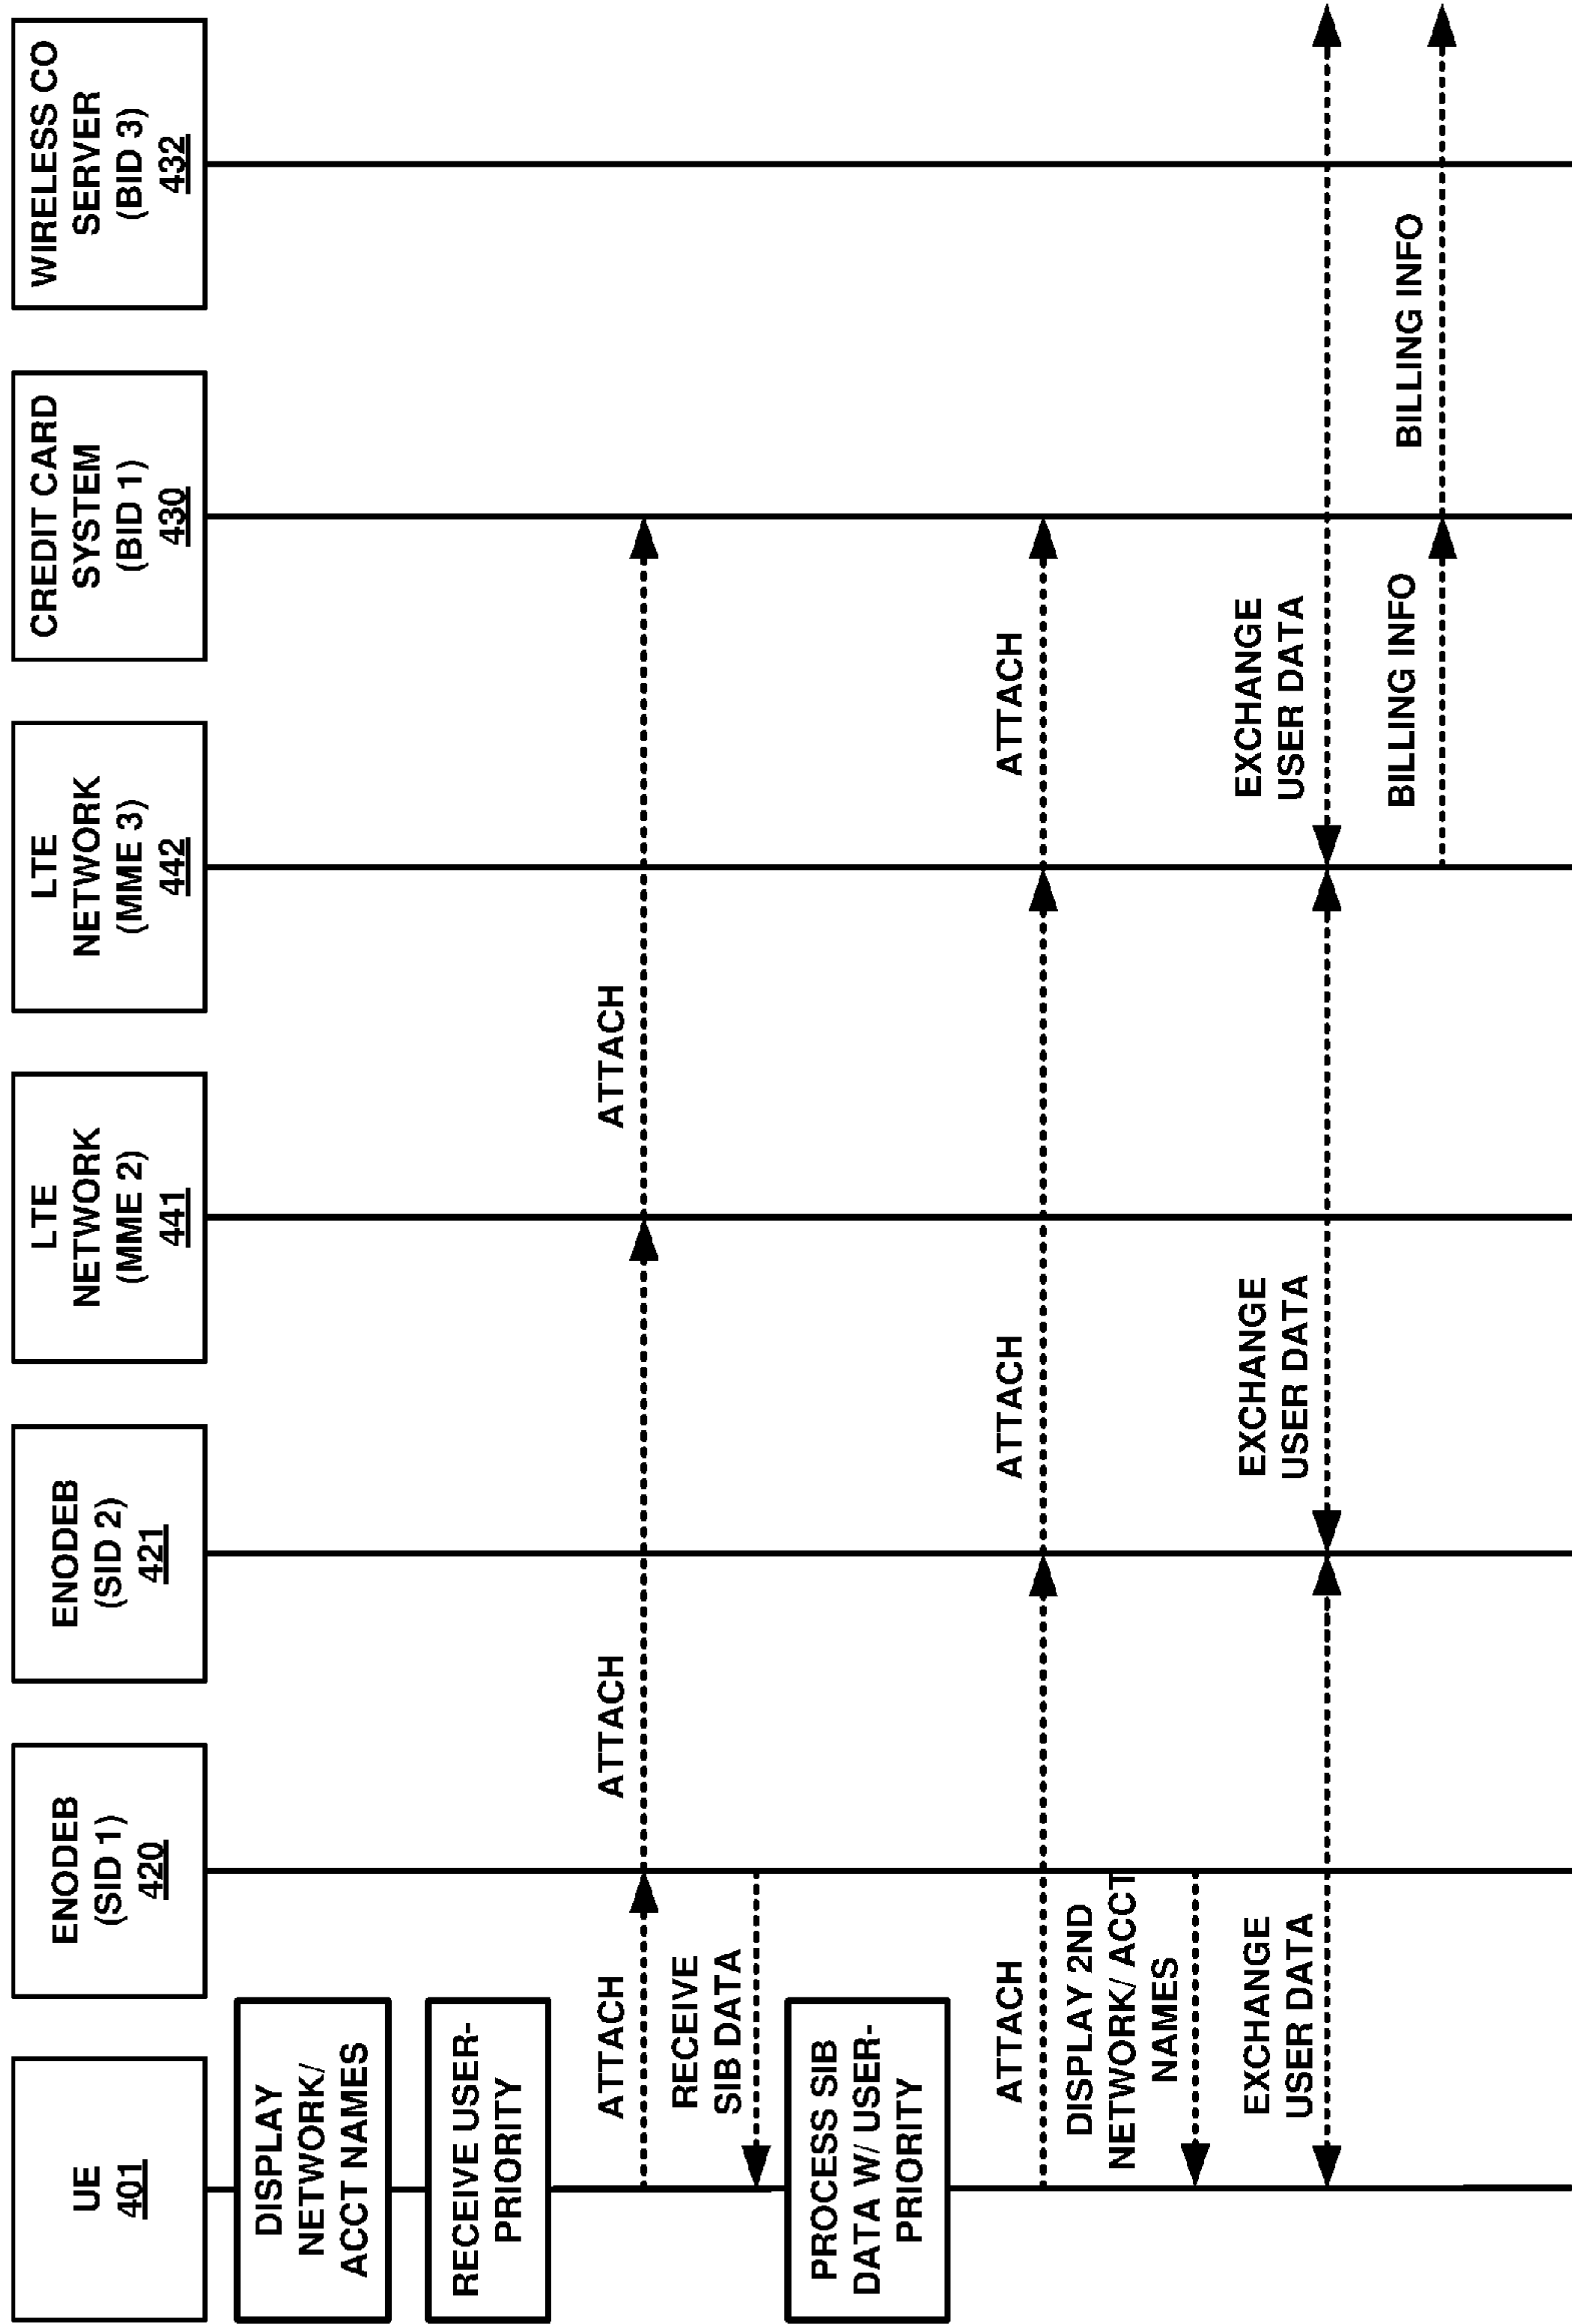 UE
401
ENODEB
(SID 1)
420
ENODEB
(SID 2)
421
LTE
NETWORK
(MME 2)
441
LTE
NETWORK
(MME 3)
442
CREDIT CARD
SYSTEM
(BID 1)
430
WIRELESS CO
SERVER
(BID 3)
432
DISPLAY
NETWORK/
ACCT NAMES
RECEIVE USER-
PRIORITY
ATTACH
ATTACH
ATTACH
RECEIVE
SIB DATA
PROCESS SIB
DATA W/ USER-
PRIORITY
ATTACH
ATTACH
ATTACH
DISPLAY 2ND
NETWORK/ ACCT
NAMES
EXCHANGE
USER DATA
EXCHANGE
USER DATA
EXCHANGE
USER DATA
BILLING INFO
BILLING INFO